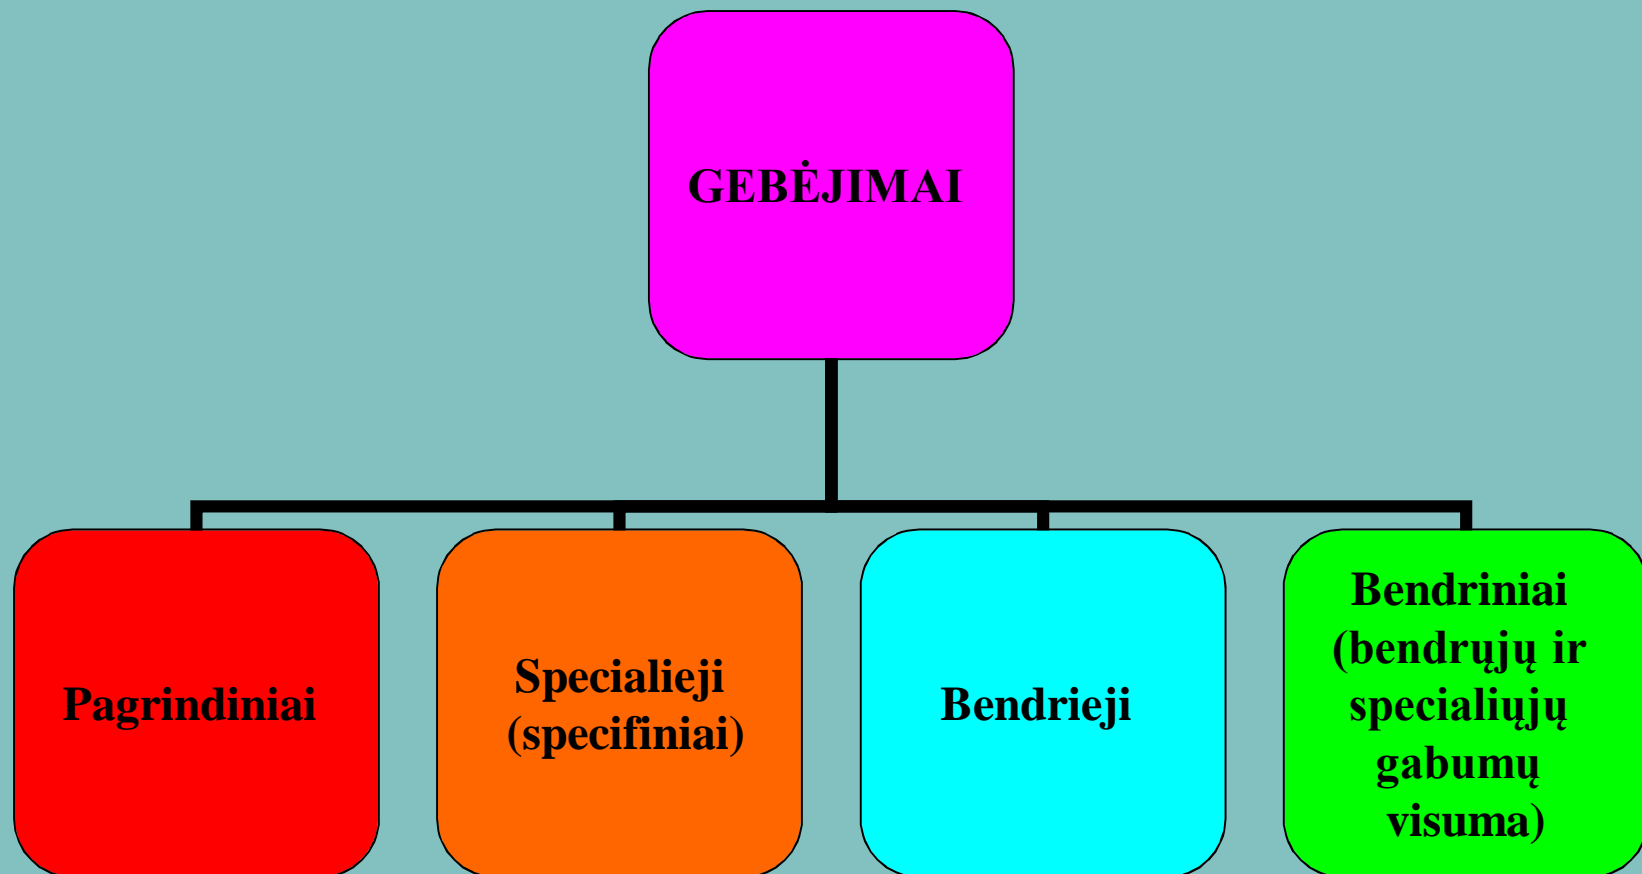 GEBĖJIMAI
Pagrindiniai
Specialieji
(specifiniai)
Bendrieji
Bendriniai
(bendrųjų ir
specialiųjų
gabumų
visuma)